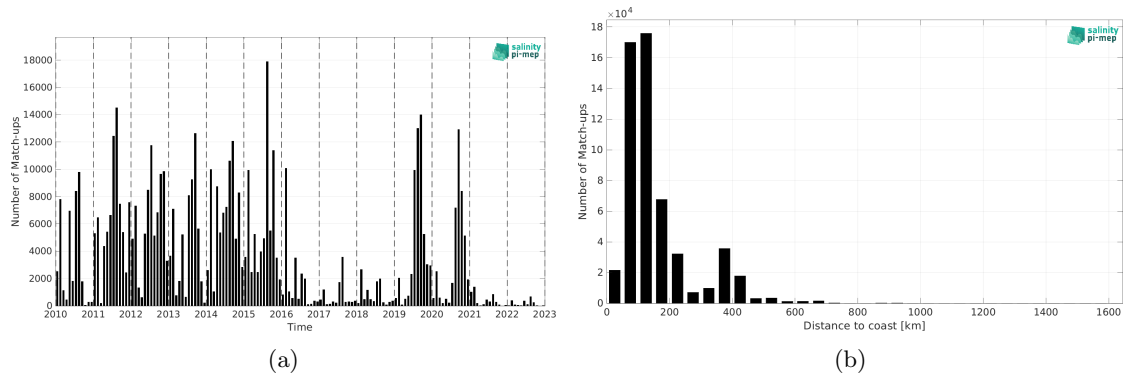 salinity
pi-mep
18000
16000
14000
12000
10000
8000
6000
4000
2000
0
2010 2011 2012 2013 2014 2015 2016 2017 2018 2019 2020 2021 2022 2023
Time
Number of Match-ups
(a)
×10⁴
salinity
pi-mep
18
16
14
12
10
8
6
4
2
0
0 200 400 600 800 1000 1200 1400 1600
Distance to coast [km]
Number of Match-ups
(b)